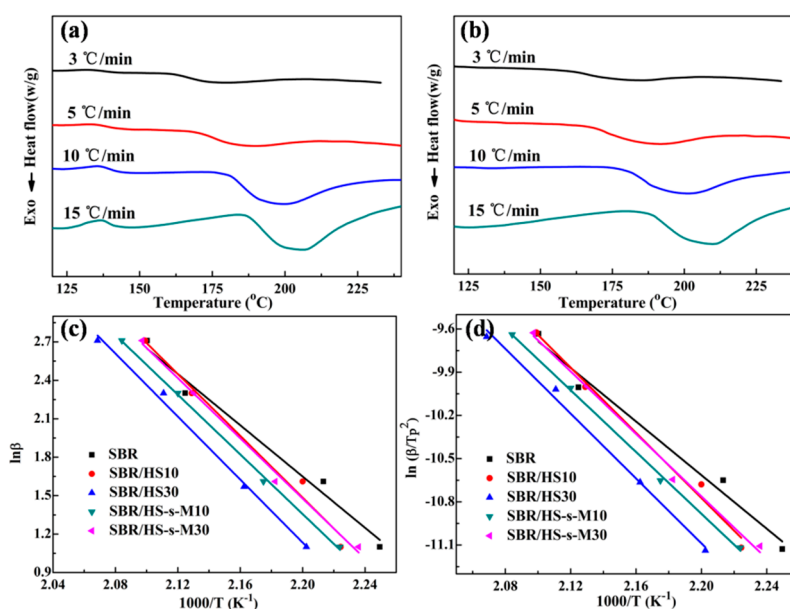 (a)
3 ℃/min
5 ℃/min
10 ℃/min
15 ℃/min
Exo ← Heat flow(w/g)
125 150 175 200 225
Temperature (°C)
(b)
3 ℃/min
5 ℃/min
10 ℃/min
15 ℃/min
Exo ← Heat flow(w/g)
125 150 175 200 225
Temperature (°C)
(c)
2.7
2.4
2.1
1.8
1.5
1.2
0.9
lnβ
SBR
SBR/HS10
SBR/HS30
SBR/HS-s-M10
SBR/HS-s-M30
2.04 2.08 2.12 2.16 2.20 2.24
1000/T (K⁻¹)
(d)
-9.6
-9.9
-10.2
-10.5
-10.8
-11.1
ln (β/Tp²)
SBR
SBR/HS10
SBR/HS30
SBR/HS-s-M10
SBR/HS-s-M30
2.08 2.12 2.16 2.20 2.24
1000/T (K⁻¹)